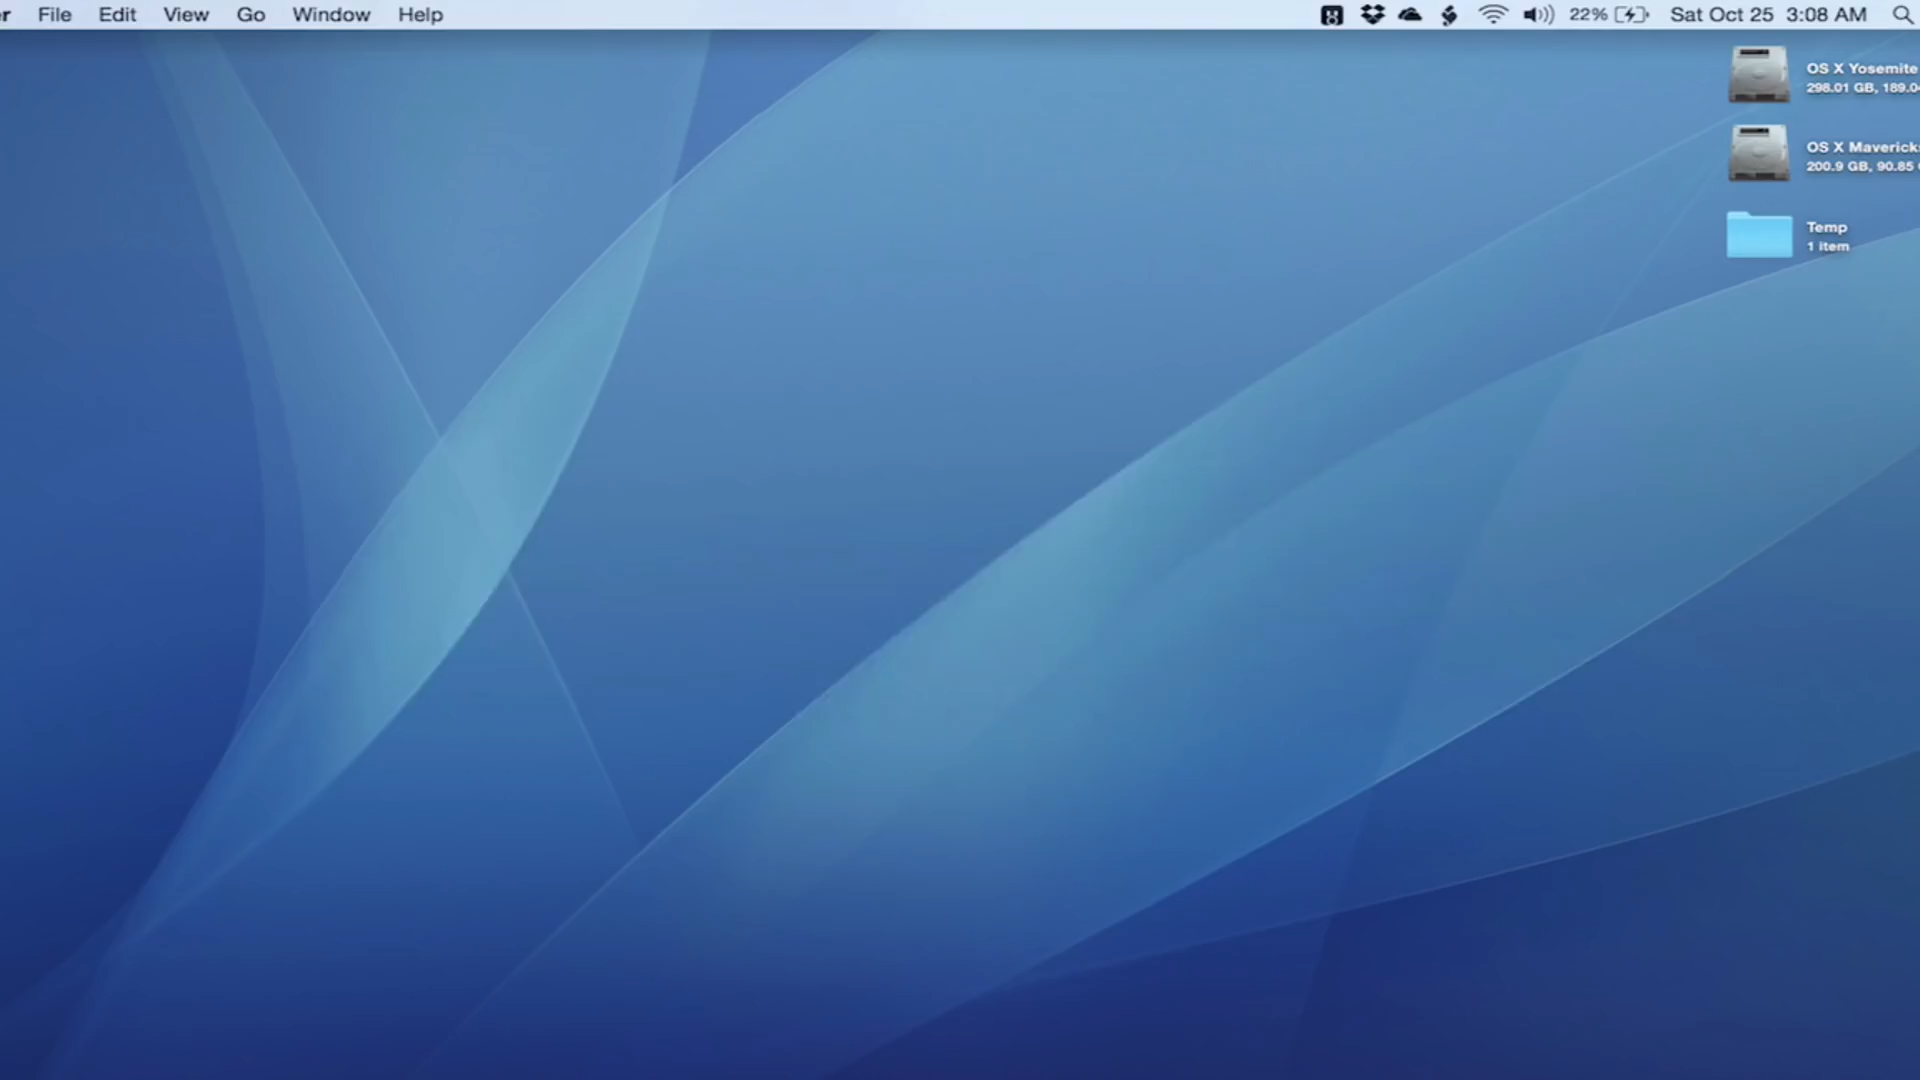 File Edit View Go Window Help 22% Sat Oct 25 3:08 AM
OS X Yosemite
298.01 GB, 189.0
OS X Maverick
200.9 GB, 90.85
Temp
1 item